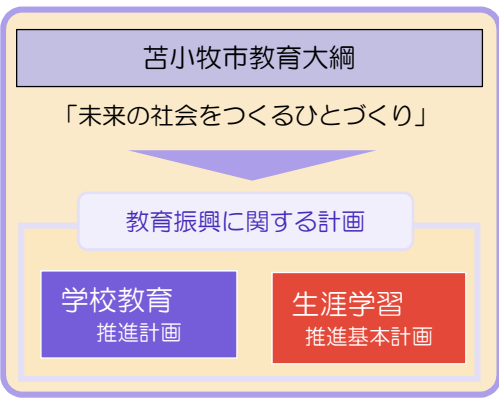 苫小牧市教育大綱
「未来の社会をつくるひとづくり」
教育振興に関する計画
学校教育
推進計画
生涯学習
推進基本計画